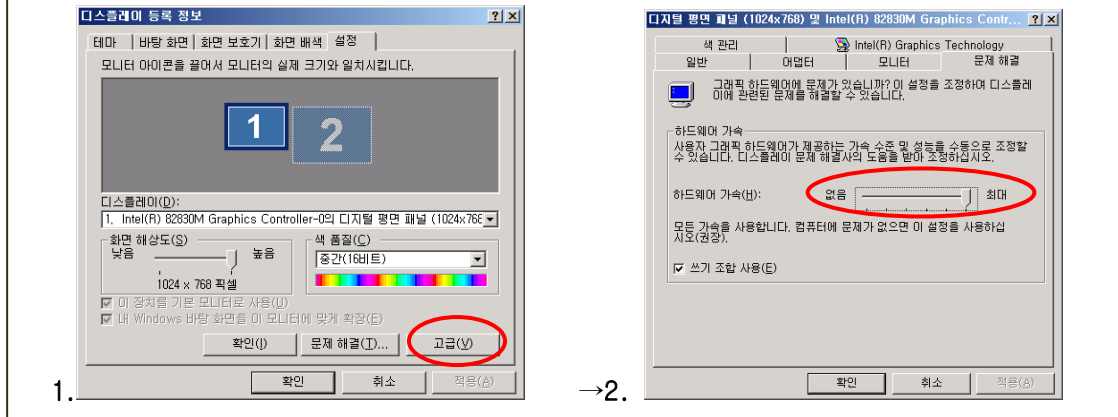 디스플레이 등록 정보
테마 바탕 화면 화면 보호기 화면 배색 설정
모니터 아이콘을 끌어서 모니터의 실제 크기와 일치시킵니다.
1 2
디스플레이(D):
1. Intel(R) 82830M Graphics Controller-0의 디지털 평면 패널 (1024x768
화면 해상도(S)
낮음 높음
1024 x 768 픽셀
색 품질(C)
중간(16비트)
이 장치를 기본 모니터로 사용(U)
내 Windows 바탕 화면을 이 모니터에 맞게 확장(E)
확인(I) 문제 해결(T)... 고급(V)
확인 취소 적용(A)
1.
→2.
디지털 평면 패널 (1024x768) 및 Intel(R) 82830M Graphics Contr...
색 관리 Intel(R) Graphics Technology
일반 어댑터 모니터 문제 해결
그래픽 하드웨어에 문제가 있습니까? 이 설정을 조정하여 디스플레
이에 관련된 문제를 해결할 수 있습니다.
하드웨어 가속
사용자 그래픽 하드웨어가 제공하는 가속 수준 및 성능을 수동으로 조정할
수 있습니다. 디스플레이 문제 해결사의 도움을 받아 조정하십시오.
하드웨어 가속(H): 없음 최대
모든 가속을 사용합니다. 컴퓨터에 문제가 없으면 이 설정을 사용하십
시오(권장).
쓰기 조합 사용(E)
확인 취소 적용(A)